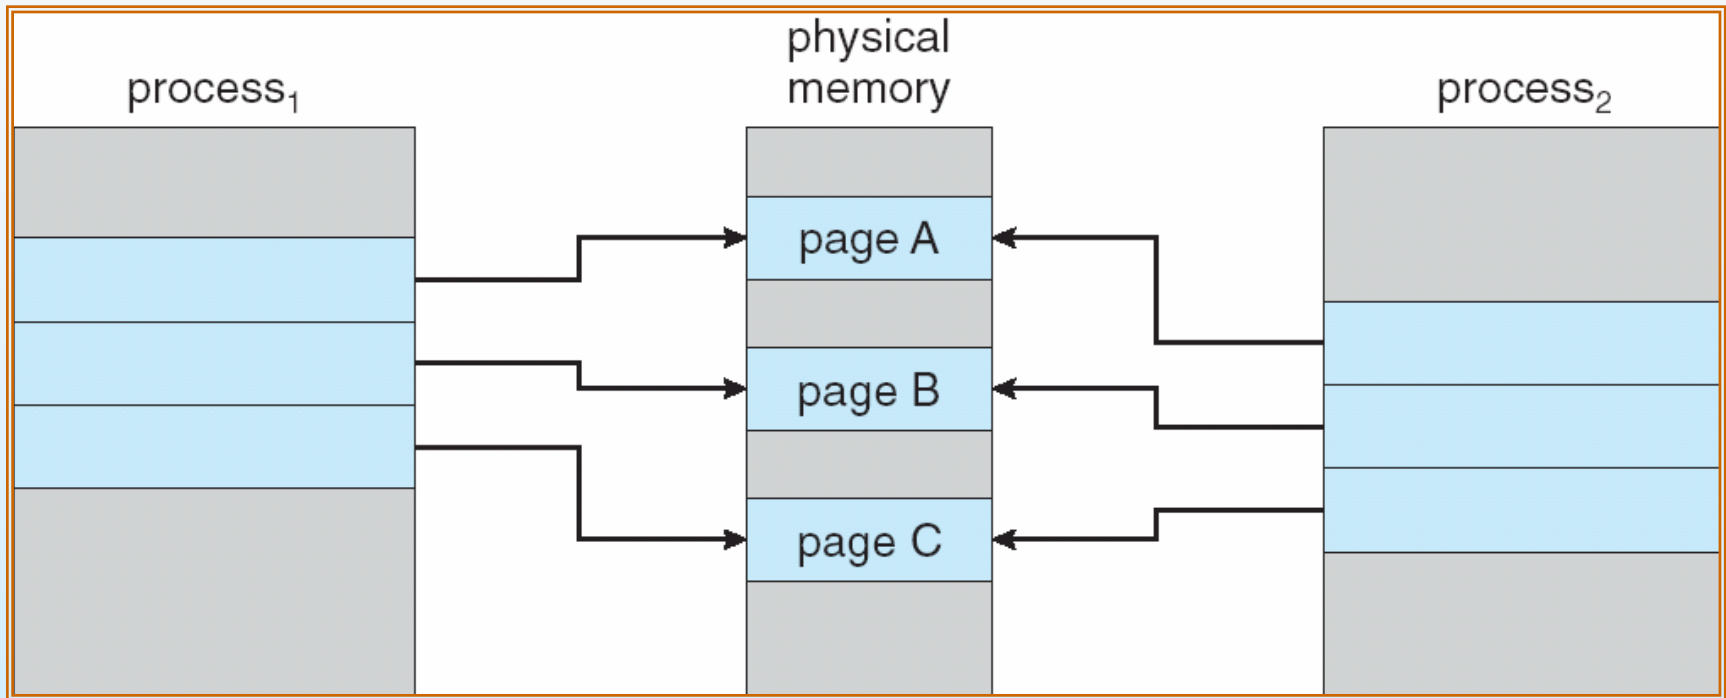 physical
memory
process₁
process₂
page A
page B
page C